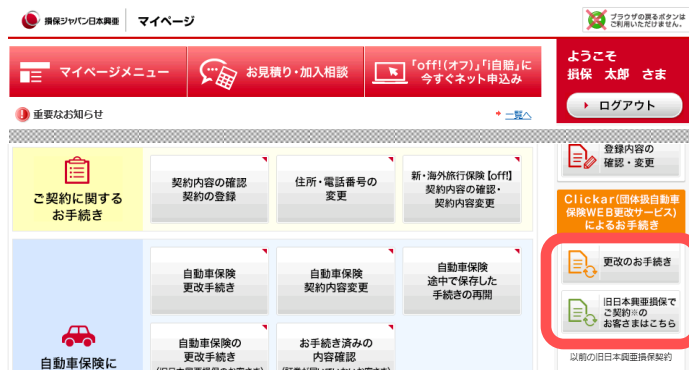 損保ジャパン日本興亜 マイページ
ブラウザの戻るボタンは
ご利用いただけません。
マイページメニュー
お見積り・加入相談
「off!(オフ)」「i自賠」に
今すぐネット申込み
ようこそ
損保 太郎 さま
ログアウト
重要なお知らせ
一覧へ
ご契約に関する
お手続き
契約内容の確認
契約の登録
住所・電話番号の
変更
新・海外旅行保険【off!】
契約内容の確認・
契約内容変更
登録内容の
確認・変更
Clickar(団体扱自動車
保険WEB更改サービス)
によるお手続き
更改のお手続き
旧日本興亜損保で
ご契約※の
お客さまはこちら
以前の旧日本興亜損保契約
自動車保険に
自動車保険
更改手続き
自動車保険
契約内容変更
自動車保険
途中で保存した
手続きの再開
自動車保険の
更改手続き
お手続き済みの
内容確認